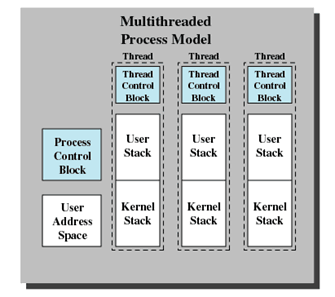 Multithreaded
Process Model
Thread Thread Thread
Thread
Control
Block
Thread
Control
Block
Thread
Control
Block
Process
Control
Block
User
Stack
User
Stack
User
Stack
User
Address
Space
Kernel
Stack
Kernel
Stack
Kernel
Stack